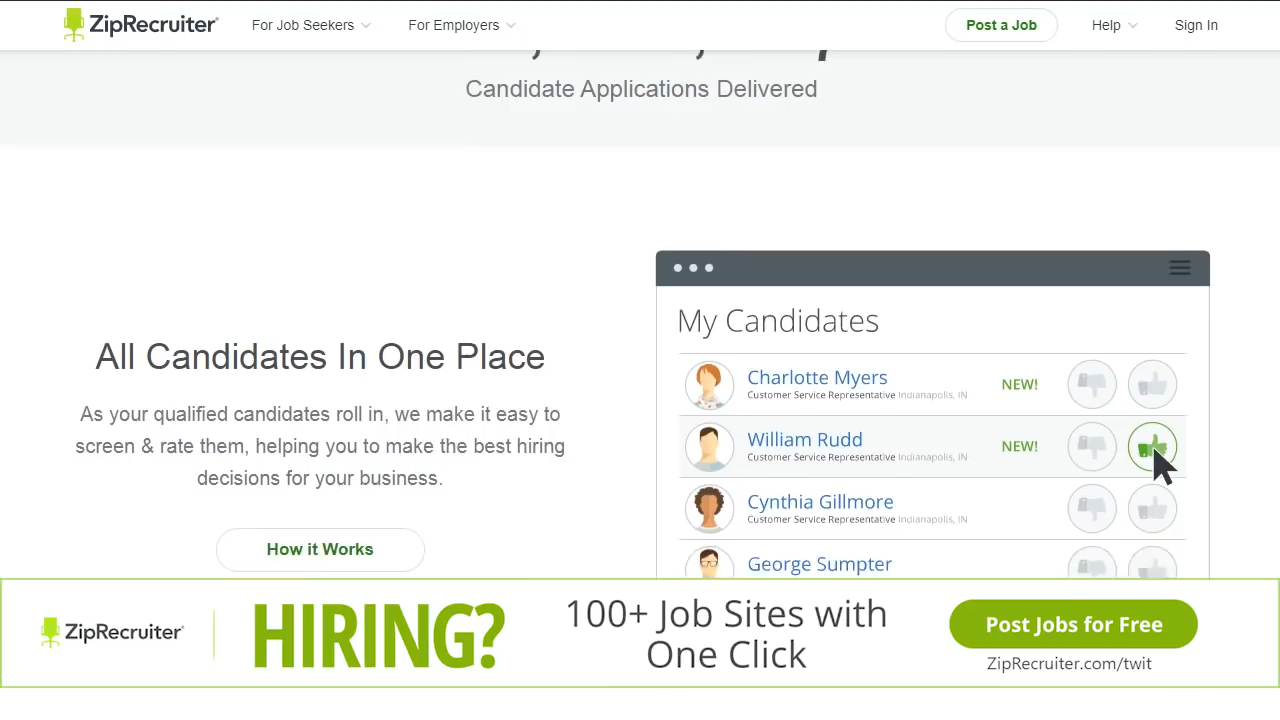 ZipRecruiter
For Job Seekers
For Employers
Post a Job
Help
Sign In
Candidate Applications Delivered
All Candidates In One Place
As your qualified candidates roll in, we make it easy to
screen & rate them, helping you to make the best hiring
decisions for your business.
How it Works
My Candidates
Charlotte Myers
Customer Service Representative Indianapolis, IN
NEW!
William Rudd
Customer Service Representative Indianapolis, IN
NEW!
Cynthia Gillmore
Customer Service Representative Indianapolis, IN
George Sumpter
ZipRecruiter
HIRING?
100+ Job Sites with
One Click
Post Jobs for Free
ZipRecruiter.com/twit